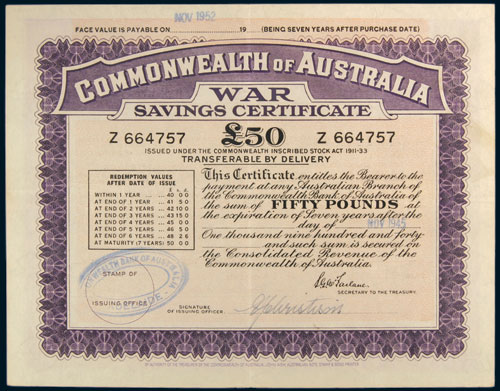 NOV 1952
FACE VALUE IS PAYABLE ON 19 (BEING SEVEN YEARS AFTER PURCHASE DATE)
COMMONWEALTH OF AUSTRALIA
WAR
SAVINGS CERTIFICATE
Z 664757 £50 Z 664757
ISSUED UNDER THE COMMONWEALTH INSCRIBED STOCK ACT 1911-33
TRANSFERABLE BY DELIVERY
REDEMPTION VALUES
AFTER DATE OF ISSUE
£ s. d.
WITHIN 1 YEAR 40 0 0
AT END OF 1 YEAR 41 5 0
AT END OF 2 YEARS 42 10 0
AT END OF 3 YEARS 43 15 0
AT END OF 4 YEARS 45 0 0
AT END OF 5 YEARS 46 5 0
AT END OF 6 YEARS 48 2 6
AT MATURITY (7 YEARS) 50 0 0
This Certificate entitles the Bearer to the
payment at any Australian Branch of
the Commonwealth Bank of Australia of
the sum of FIFTY POUNDS at
the expiration of Seven years after the
day of NOV 1945
One thousand nine hundred and forty-
and such sum is secured on
the Consolidated Revenue of the
Commonwealth of Australia.
SECRETARY TO THE TREASURY.
BANK OF AUSTRALIA
STAMP OF
ISSUING OFFICE
SIGNATURE
OF ISSUING OFFICER.